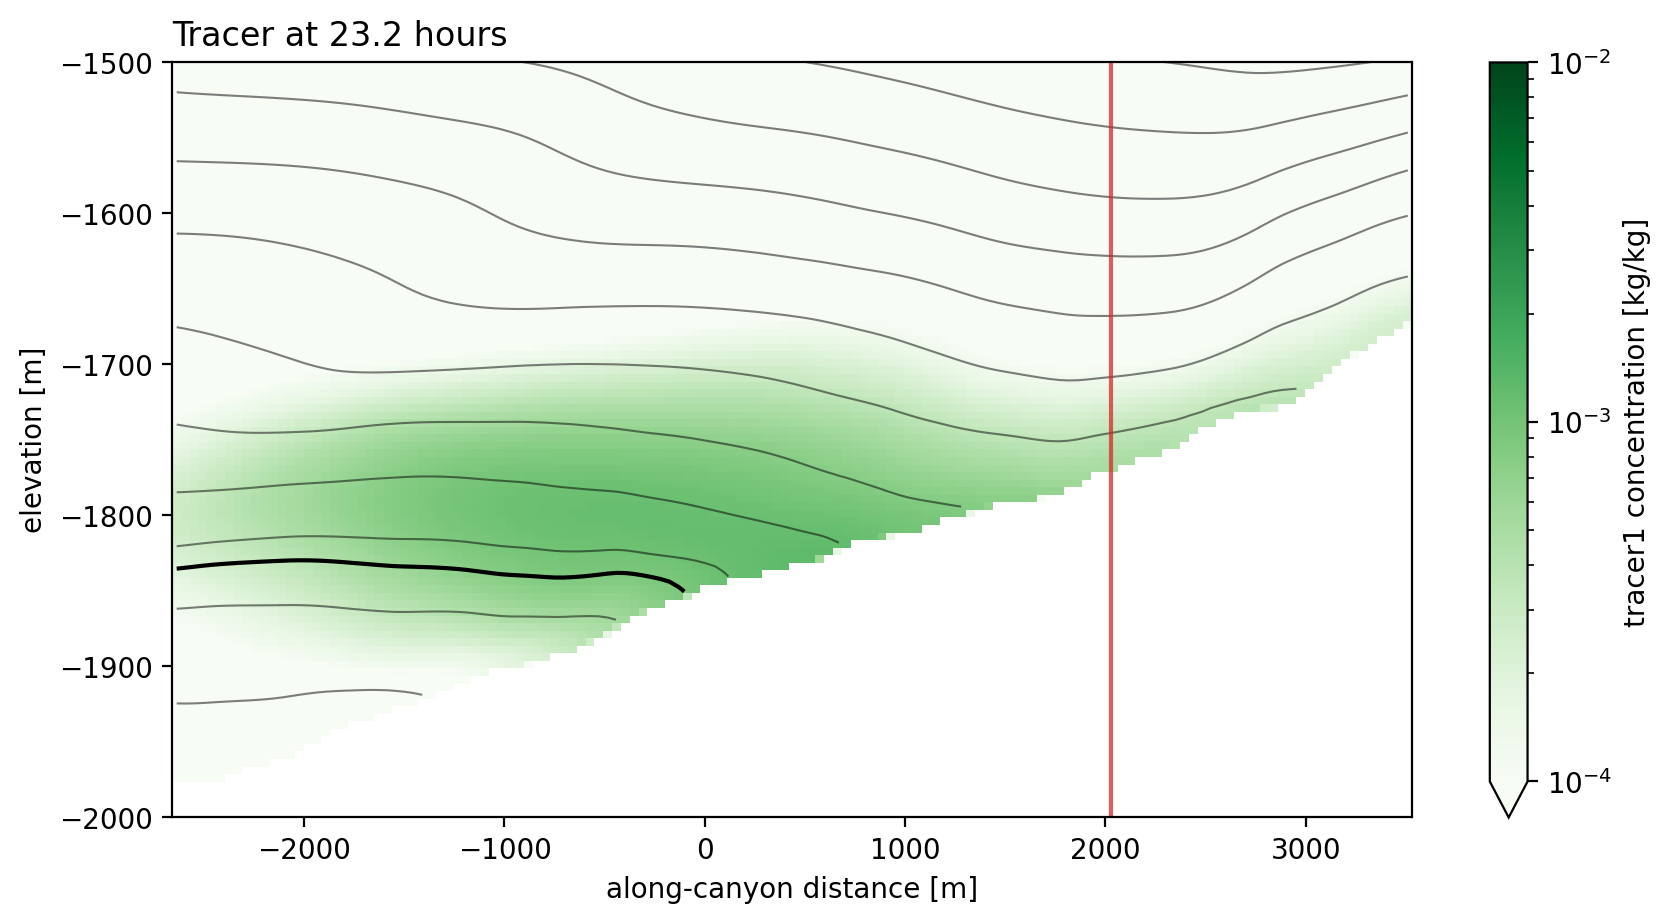 Tracer at 23.2 hours
−1500
−1600
−1700
−1800
−1900
−2000
elevation [m]
−2000 −1000 0 1000 2000 3000
along-canyon distance [m]
10⁻²
10⁻³
10⁻⁴
tracer1 concentration [kg/kg]